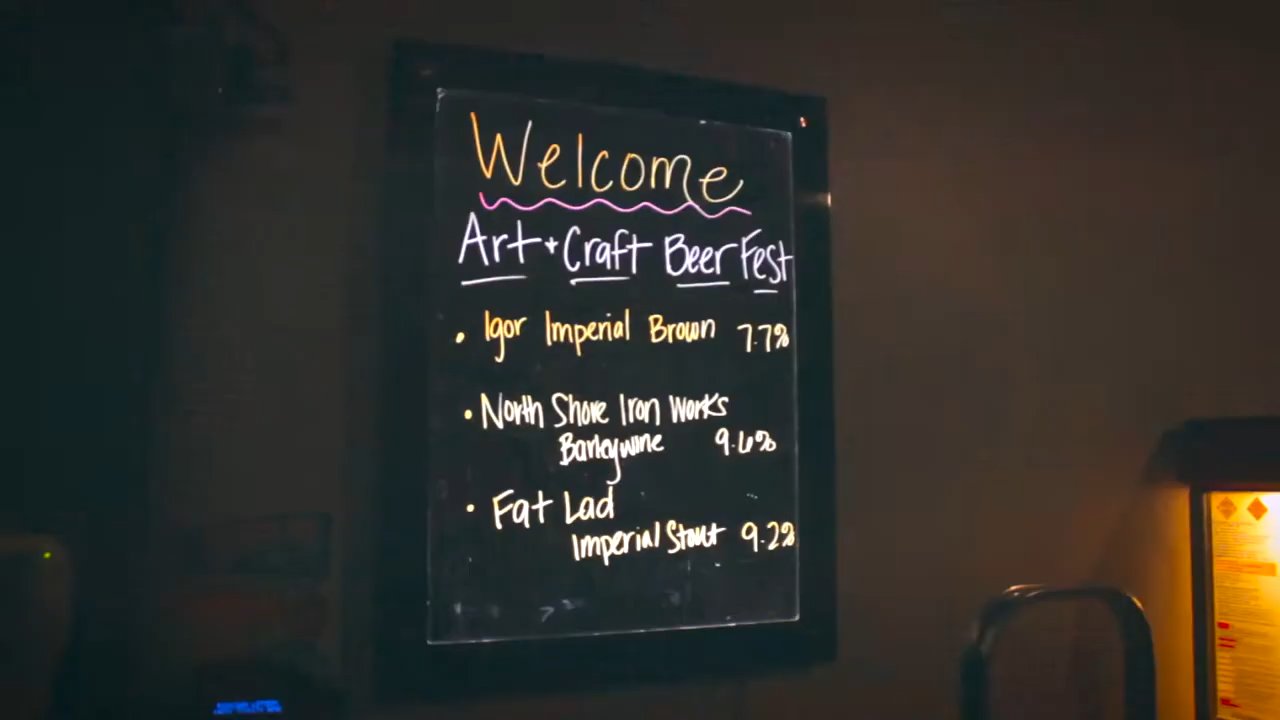 Welcome
Art + Craft Beer Fest
• Igor Imperial Brown 7.7%
• North Shore Iron Works
Barleywine 9.6%
• Fat Lad
Imperial Stout 9.2%